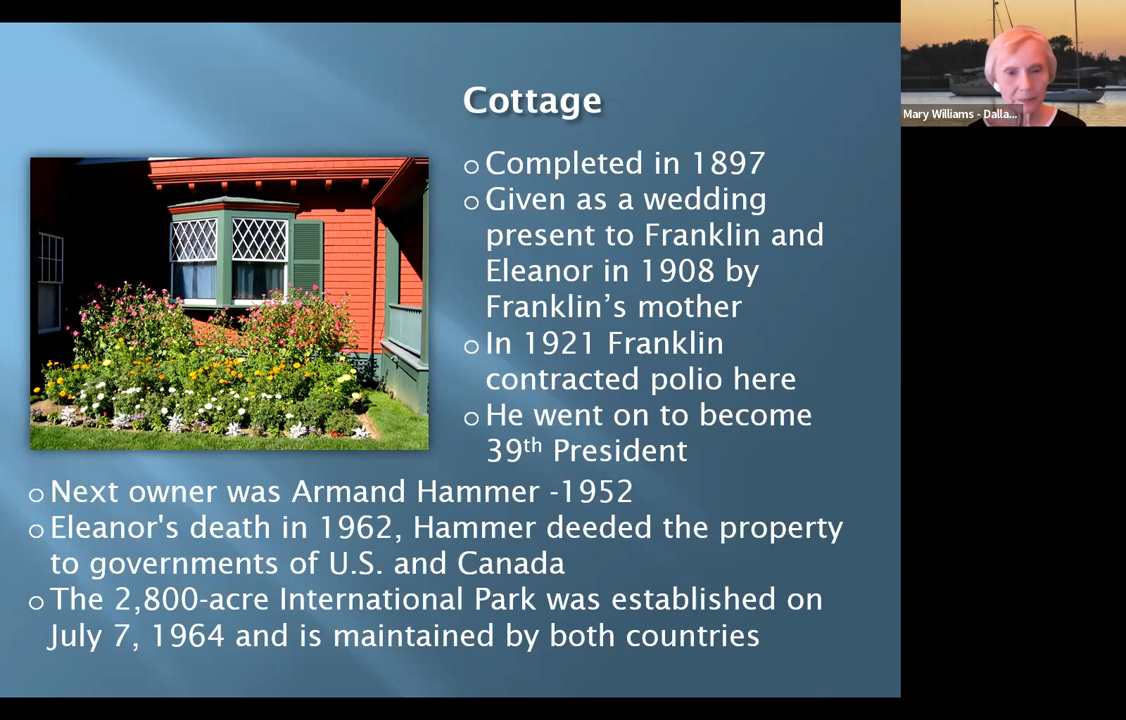 Cottage
o Completed in 1897
o Given as a wedding
present to Franklin and
Eleanor in 1908 by
Franklin’s mother
o In 1921 Franklin
contracted polio here
o He went on to become
39th President
o Next owner was Armand Hammer -1952
o Eleanor's death in 1962, Hammer deeded the property
to governments of U.S. and Canada
o The 2,800-acre International Park was established on
July 7, 1964 and is maintained by both countries
Mary Williams - Dalla...